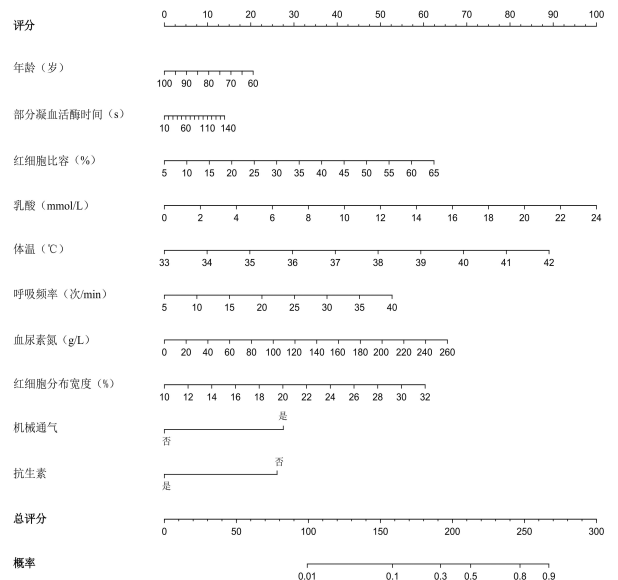 评分 0 10 20 30 40 50 60 70 80 90 100
年龄（岁） 100 90 80 70 60
部分凝血活酶时间（s） 10 60 110 140
红细胞比容（%） 5 10 15 20 25 30 35 40 45 50 55 60 65
乳酸（mmol/L） 0 2 4 6 8 10 12 14 16 18 20 22 24
体温（℃） 33 34 35 36 37 38 39 40 41 42
呼吸频率（次/min） 5 10 15 20 25 30 35 40
血尿素氮（g/L） 0 20 40 60 80 100 120 140 160 180 200 220 240 260
红细胞分布宽度（%） 10 12 14 16 18 20 22 24 26 28 30 32
机械通气 否 是
抗生素 是 否
总评分 0 50 100 150 200 250 300
概率 0.01 0.1 0.3 0.5 0.8 0.9